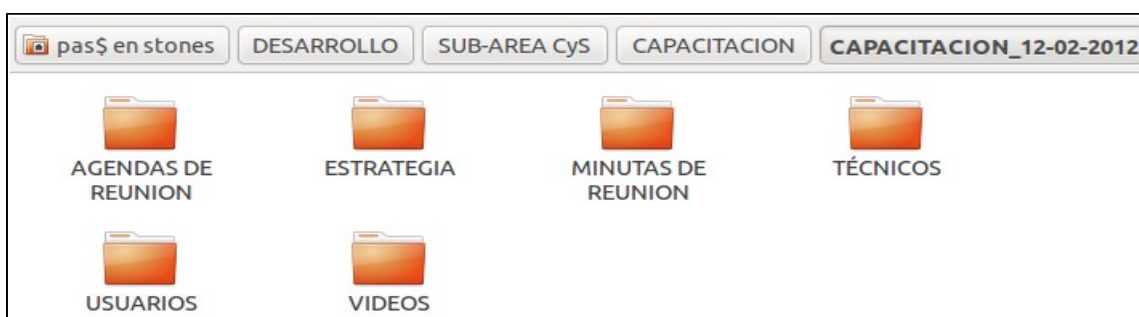 pas$ en stones DESARROLLO SUB-AREA CyS CAPACITACION CAPACITACION_12-02-2012
AGENDAS DE REUNION
ESTRATEGIA
MINUTAS DE REUNION
TÉCNICOS
USUARIOS
VIDEOS